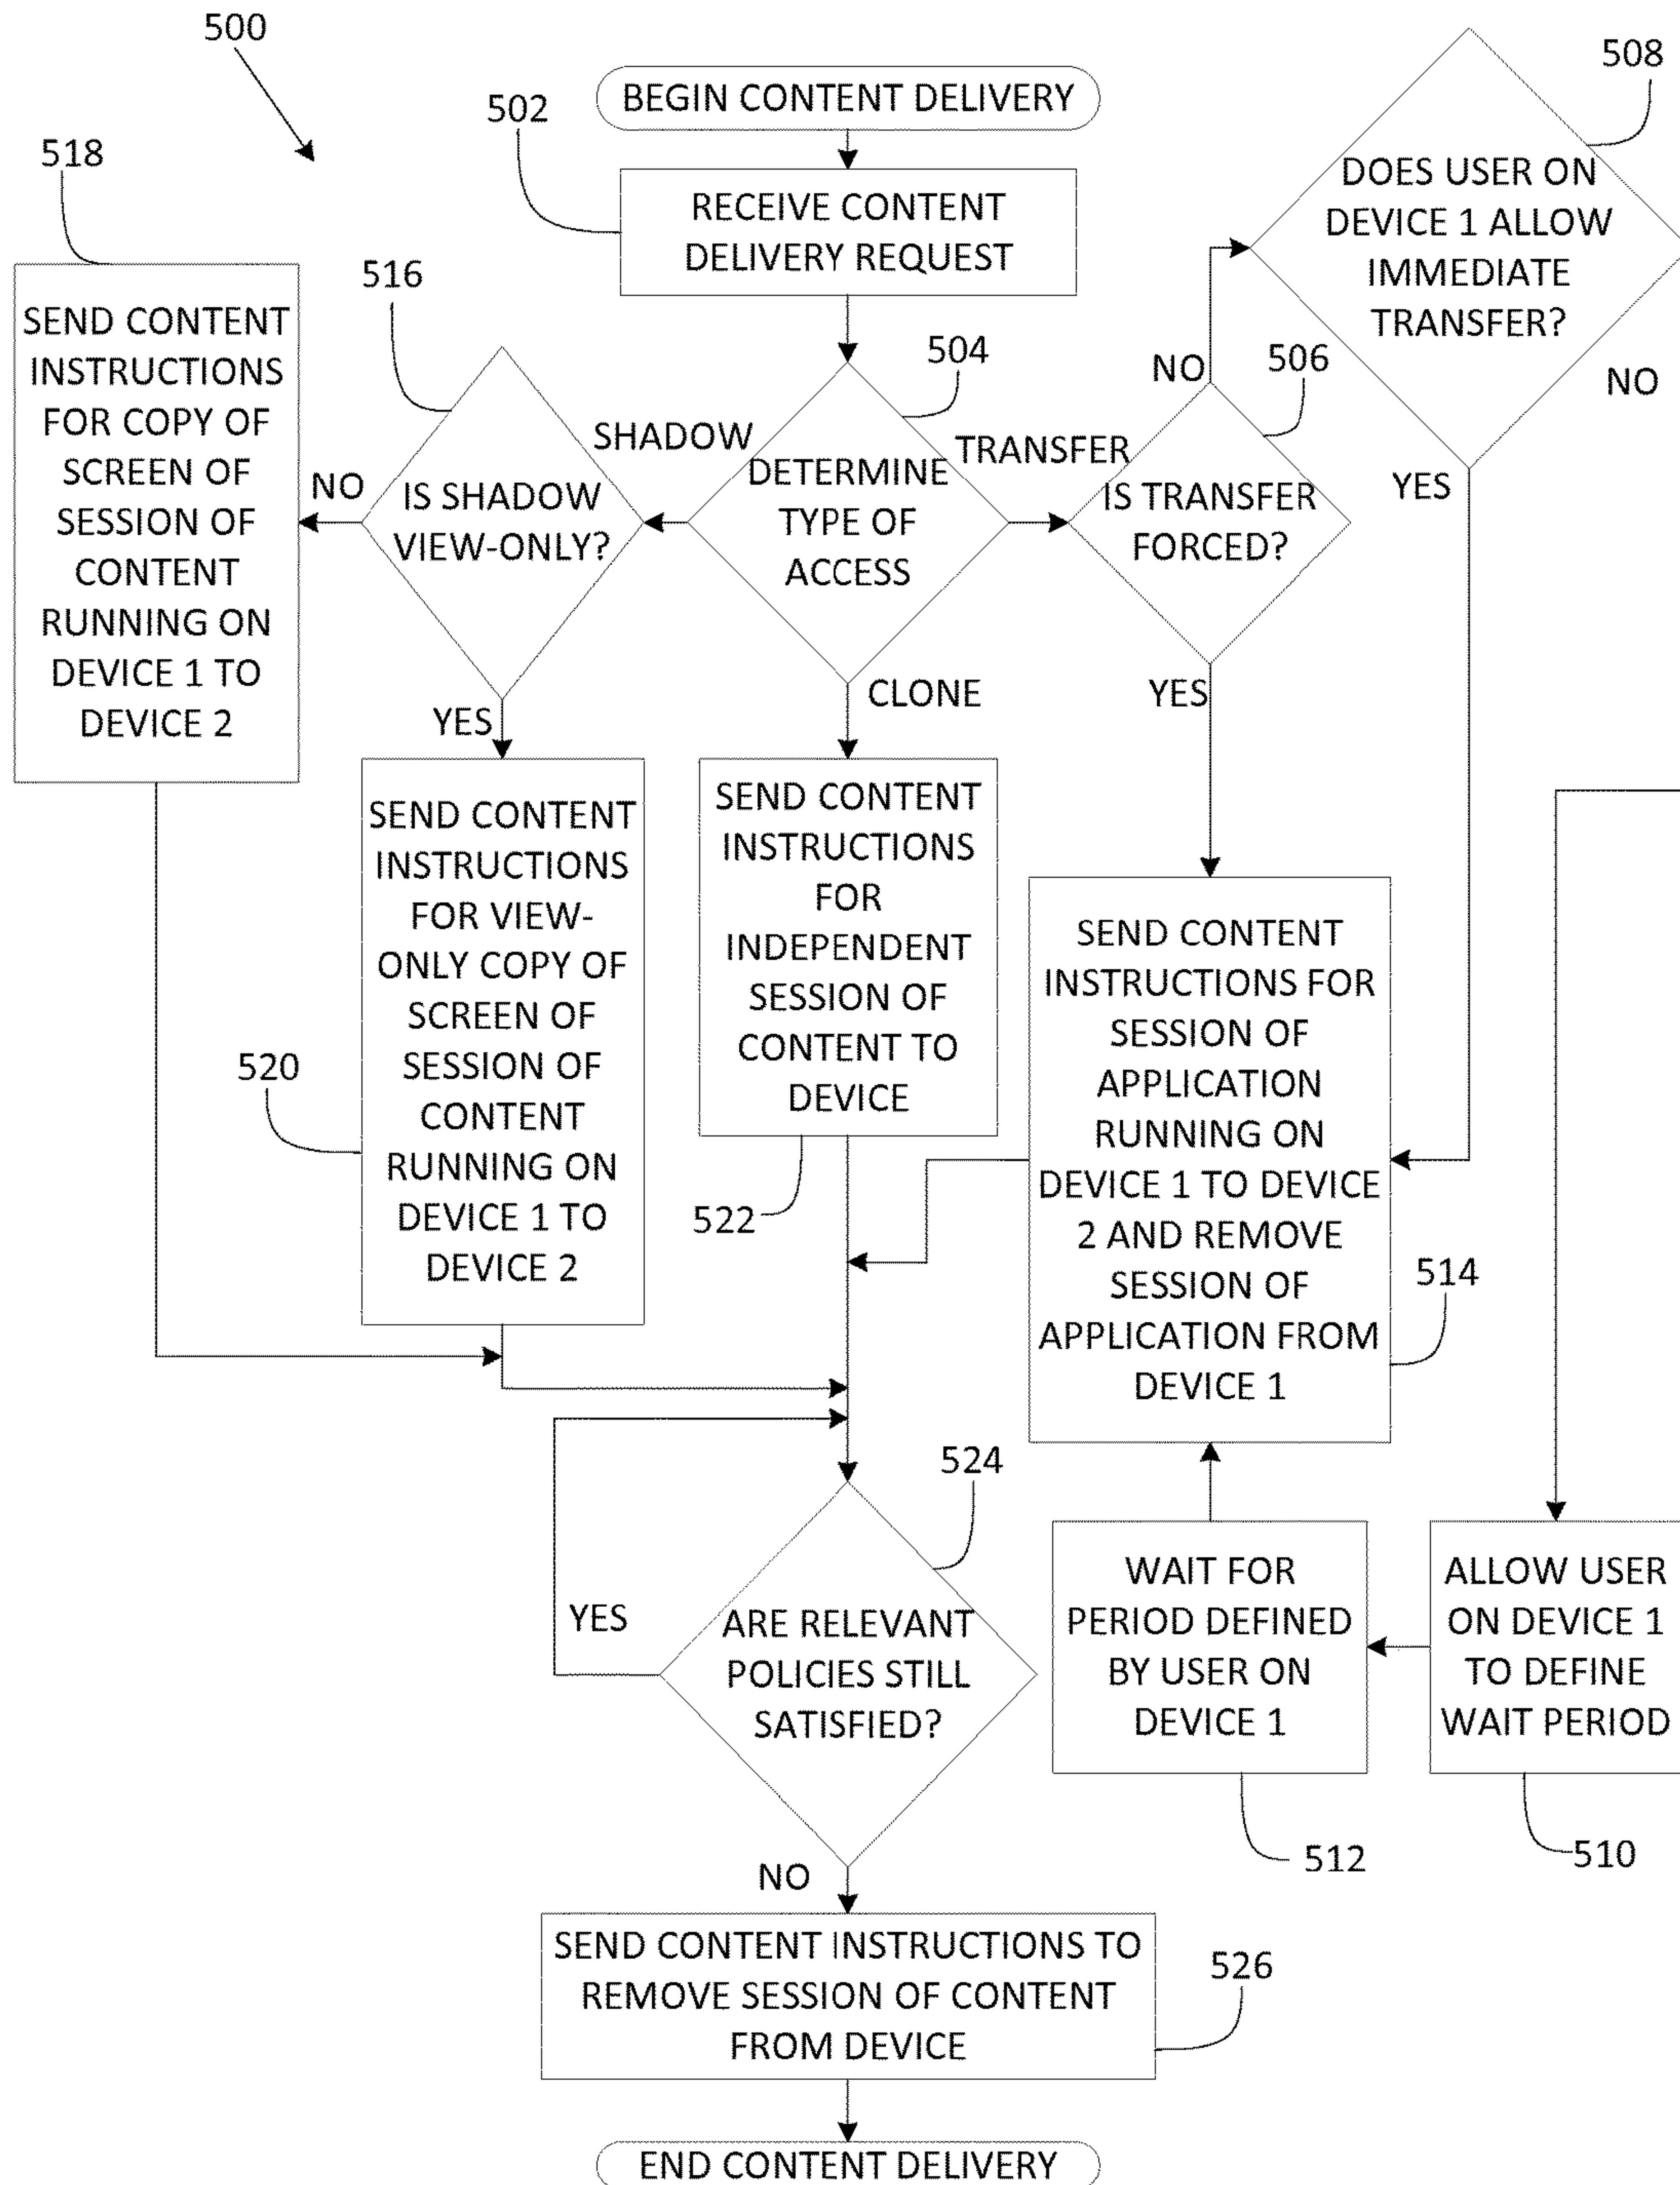 500
BEGIN CONTENT DELIVERY
502
RECEIVE CONTENT
DELIVERY REQUEST
508
DOES USER ON
DEVICE 1 ALLOW
IMMEDIATE
TRANSFER?
NO
YES
518
SEND CONTENT
INSTRUCTIONS
FOR COPY OF
SCREEN OF
SESSION OF
CONTENT
RUNNING ON
DEVICE 1 TO
DEVICE 2
516
IS SHADOW
VIEW-ONLY?
NO
YES
SHADOW
504
DETERMINE
TYPE OF
ACCESS
TRANSFER
CLONE
506
IS TRANSFER
FORCED?
NO
YES
520
SEND CONTENT
INSTRUCTIONS
FOR VIEW-
ONLY COPY OF
SCREEN OF
SESSION OF
CONTENT
RUNNING ON
DEVICE 1 TO
DEVICE 2
SEND CONTENT
INSTRUCTIONS
FOR
INDEPENDENT
SESSION OF
CONTENT TO
DEVICE
522
SEND CONTENT
INSTRUCTIONS FOR
SESSION OF
APPLICATION
RUNNING ON
DEVICE 1 TO DEVICE
2 AND REMOVE
SESSION OF
APPLICATION FROM
DEVICE 1
514
524
ARE RELEVANT
POLICIES STILL
SATISFIED?
YES
NO
WAIT FOR
PERIOD DEFINED
BY USER ON
DEVICE 1
512
ALLOW USER
ON DEVICE 1
TO DEFINE
WAIT PERIOD
510
SEND CONTENT INSTRUCTIONS TO
REMOVE SESSION OF CONTENT
FROM DEVICE
526
END CONTENT DELIVERY